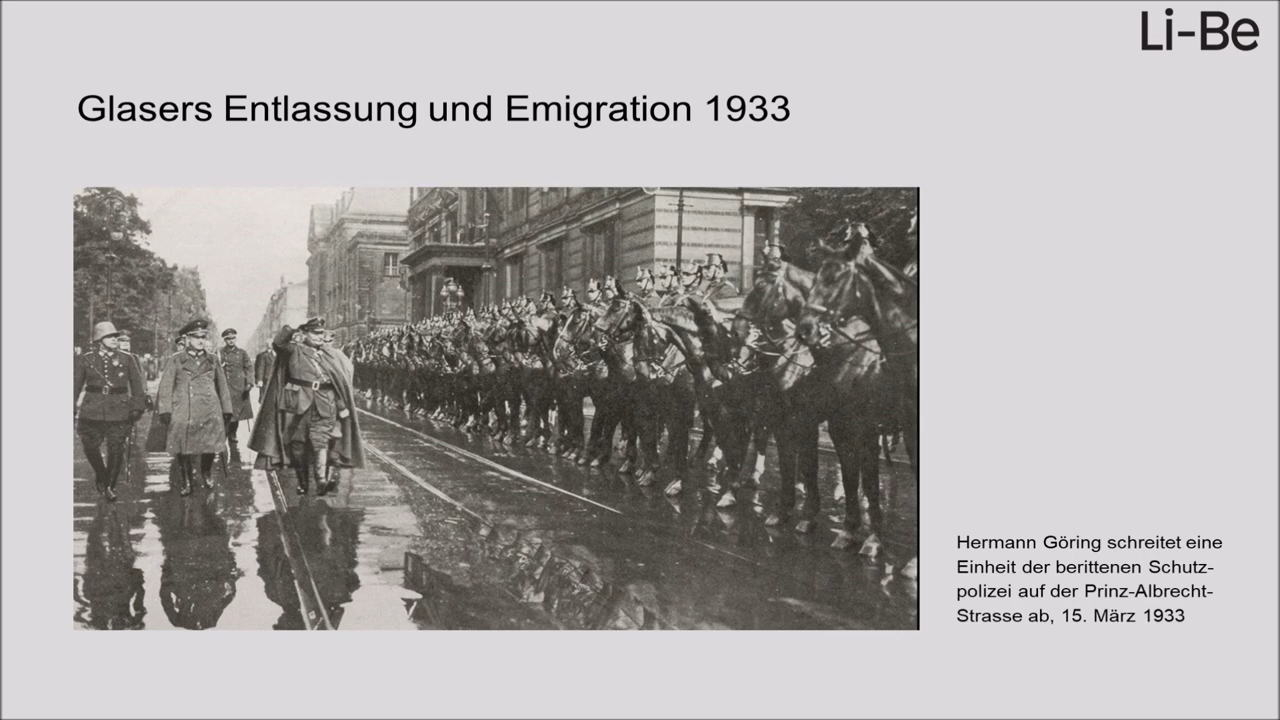 Li-Be
Glasers Entlassung und Emigration 1933
Hermann Göring schreitet eine
Einheit der berittenen Schutz-
polizei auf der Prinz-Albrecht-
Strasse ab, 15. März 1933